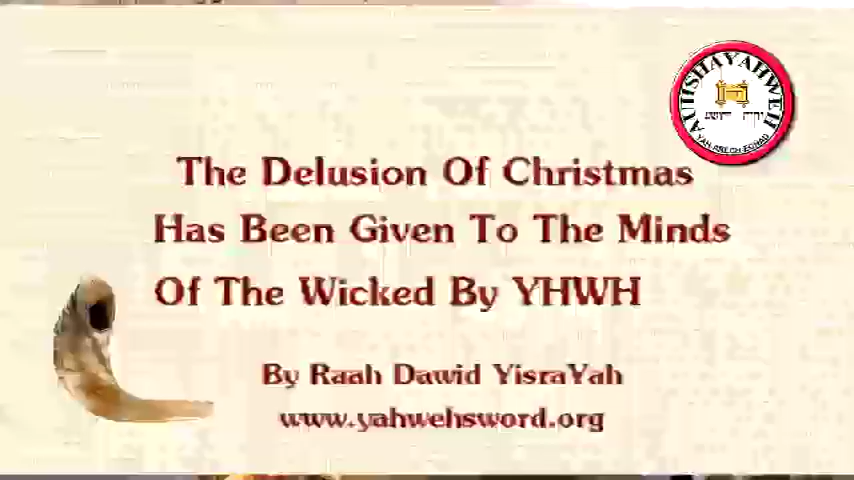 AUHSHAYAHWEH
The Delusion Of Christmas
Has Been Given To The Minds
Of The Wicked By YHWH
By Raah Dawid YisraYah
www.yahwehsword.org